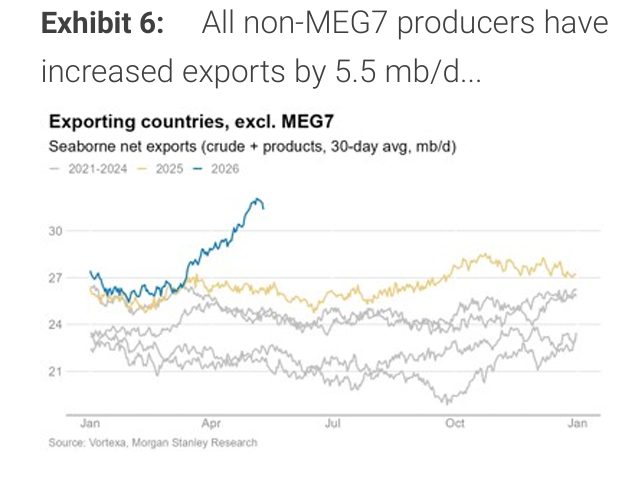 Exhibit 6: All non-MEG7 producers have
increased exports by 5.5 mb/d...
Exporting countries, excl. MEG7
Seaborne net exports (crude + products, 30-day avg, mb/d)
2021-2024 2025 2026
30
27
24
21
Jan Apr Jul Oct Jan
Source: Vortexa, Morgan Stanley Research